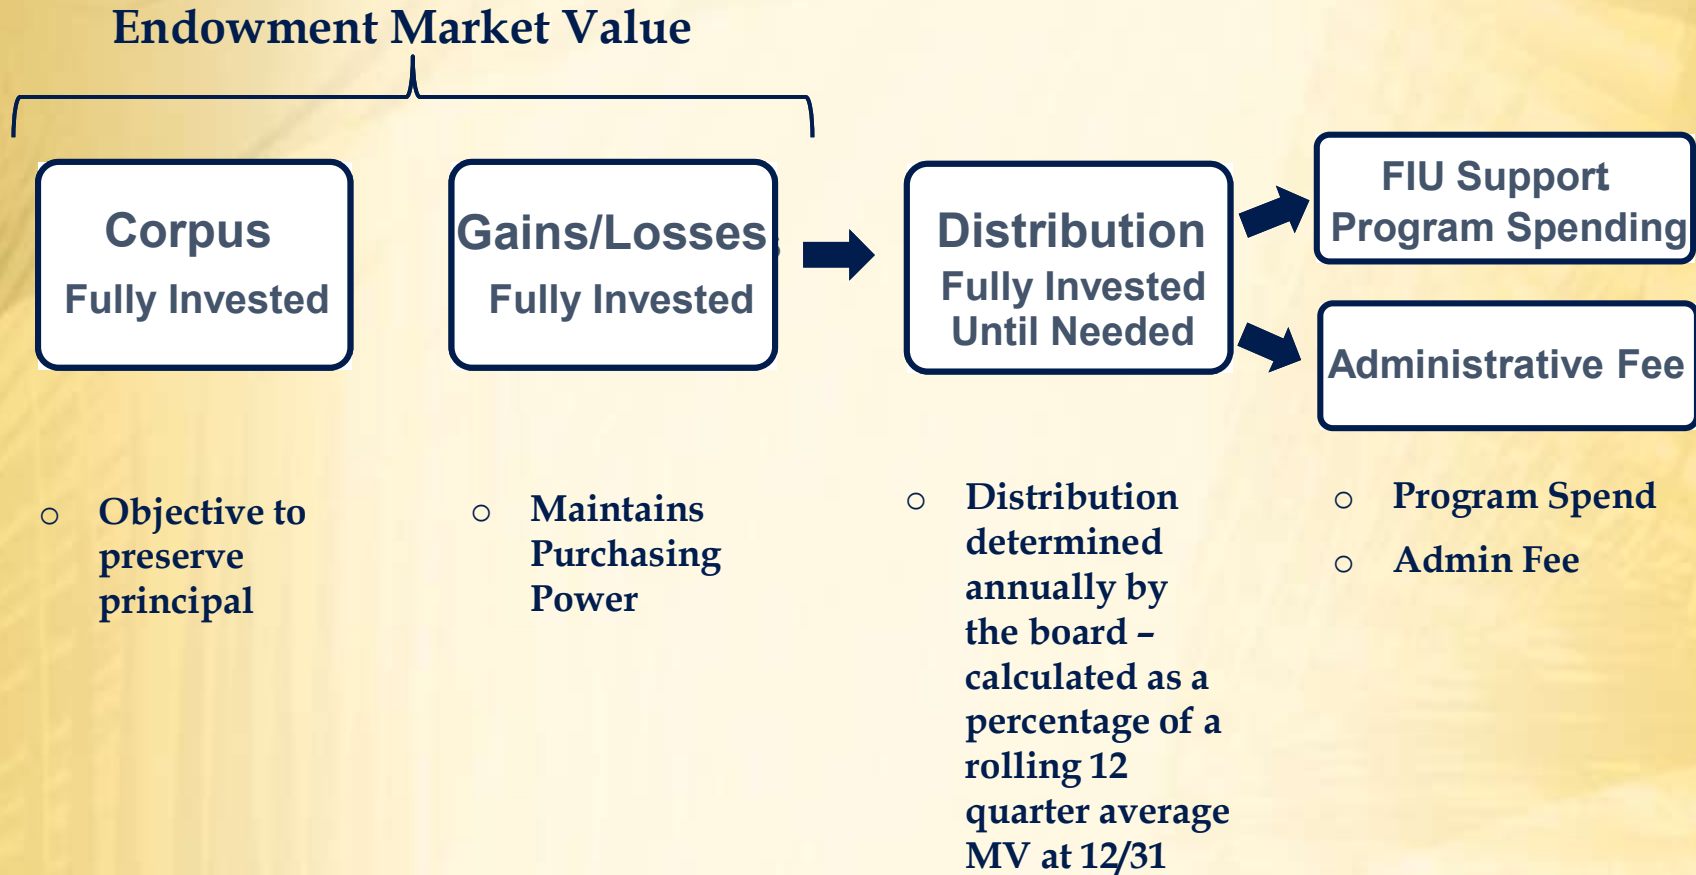 Endowment Market Value
Corpus
Fully Invested
Gains/Losses
Fully Invested
Distribution
Fully Invested
Until Needed
FIU Support
Program Spending
Administrative Fee
○ Objective to
preserve
principal
○ Maintains
Purchasing
Power
○ Distribution
determined
annually by
the board –
calculated as a
percentage of a
rolling 12
quarter average
MV at 12/31
○ Program Spend
○ Admin Fee